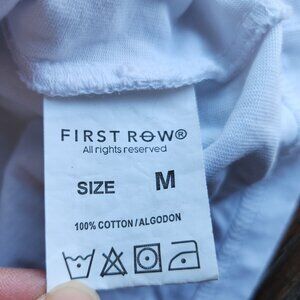 FIRST ROW®
All rights reserved
SIZE M
100% COTTON/ALGODON